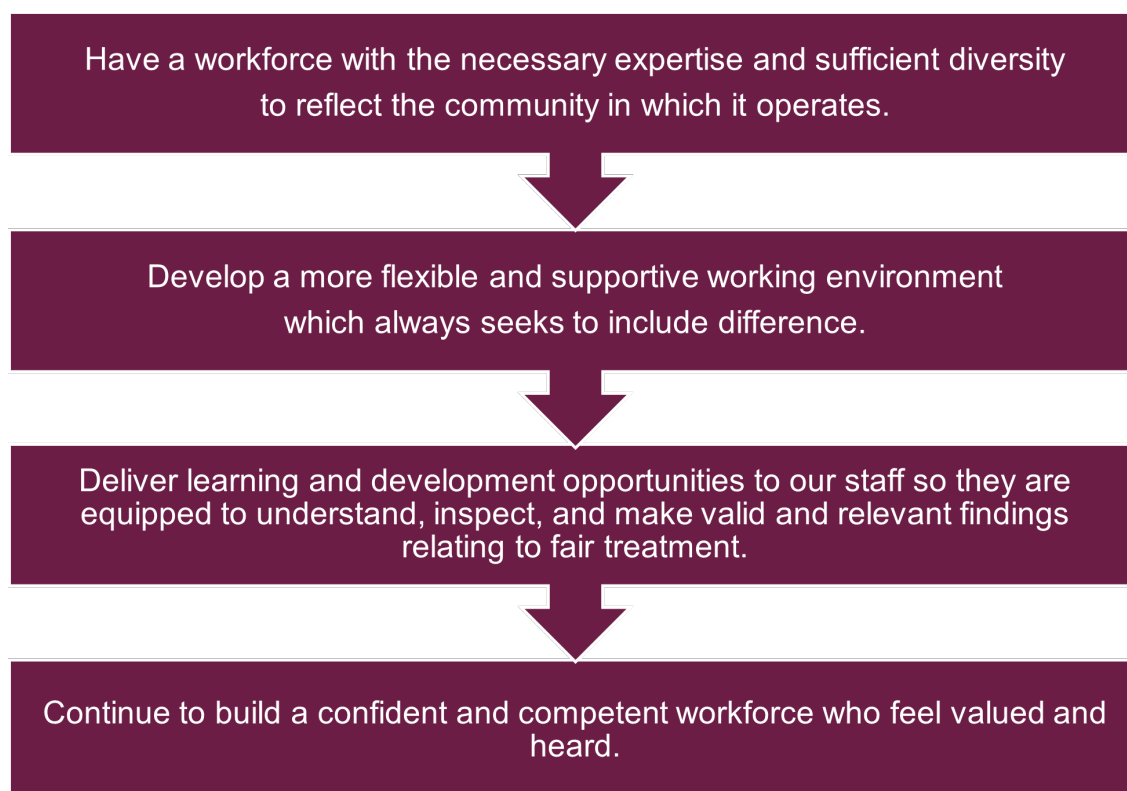 Have a workforce with the necessary expertise and sufficient diversity
to reflect the community in which it operates.
Develop a more flexible and supportive working environment
which always seeks to include difference.
Deliver learning and development opportunities to our staff so they are
equipped to understand, inspect, and make valid and relevant findings
relating to fair treatment.
Continue to build a confident and competent workforce who feel valued and
heard.